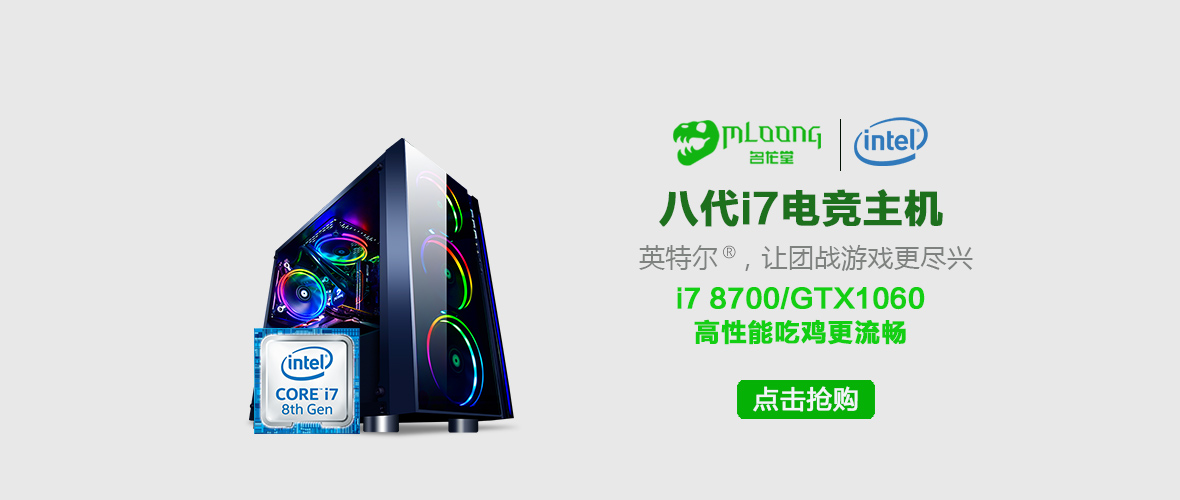 mLoong
名龙堂
intel
八代i7电竞主机
英特尔®，让团战游戏更尽兴
i7 8700/GTX1060
高性能吃鸡更流畅
点击抢购
intel
CORE™ i7
8th Gen